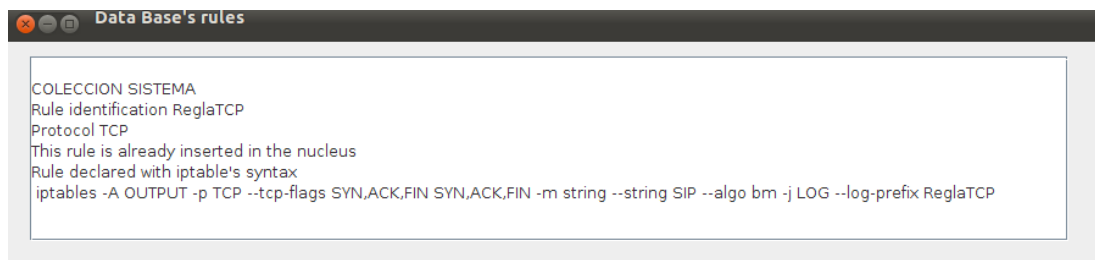 Data Base's rules
COLECCION SISTEMA
Rule identification ReglaTCP
Protocol TCP
This rule is already inserted in the nucleus
Rule declared with iptable's syntax
iptables -A OUTPUT -p TCP --tcp-flags SYN,ACK,FIN SYN,ACK,FIN -m string --string SIP --algo bm -j LOG --log-prefix ReglaTCP